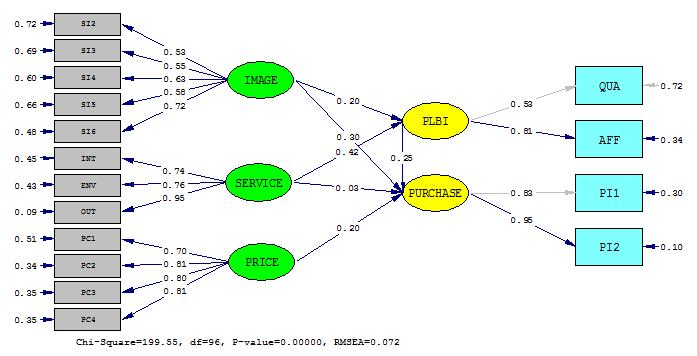 0.72 SI2
0.69 SI3
0.60 SI4
0.66 SI5
0.48 SI6
0.45 INT
0.43 ENV
0.09 OUT
0.51 PC1
0.34 PC2
0.35 PC3
0.35 PC4
0.53
0.55
0.63
0.58
0.72
0.74
0.76
0.95
0.70
0.81
0.80
0.81
IMAGE
SERVICE
PRICE
0.20
0.30
0.42
0.03
0.20
0.25
PLBI
PURCHASE
0.53
0.81
0.83
0.95
QUA 0.72
AFF 0.34
PI1 0.30
PI2 0.10
Chi-Square=199.55, df=96, P-value=0.00000, RMSEA=0.072